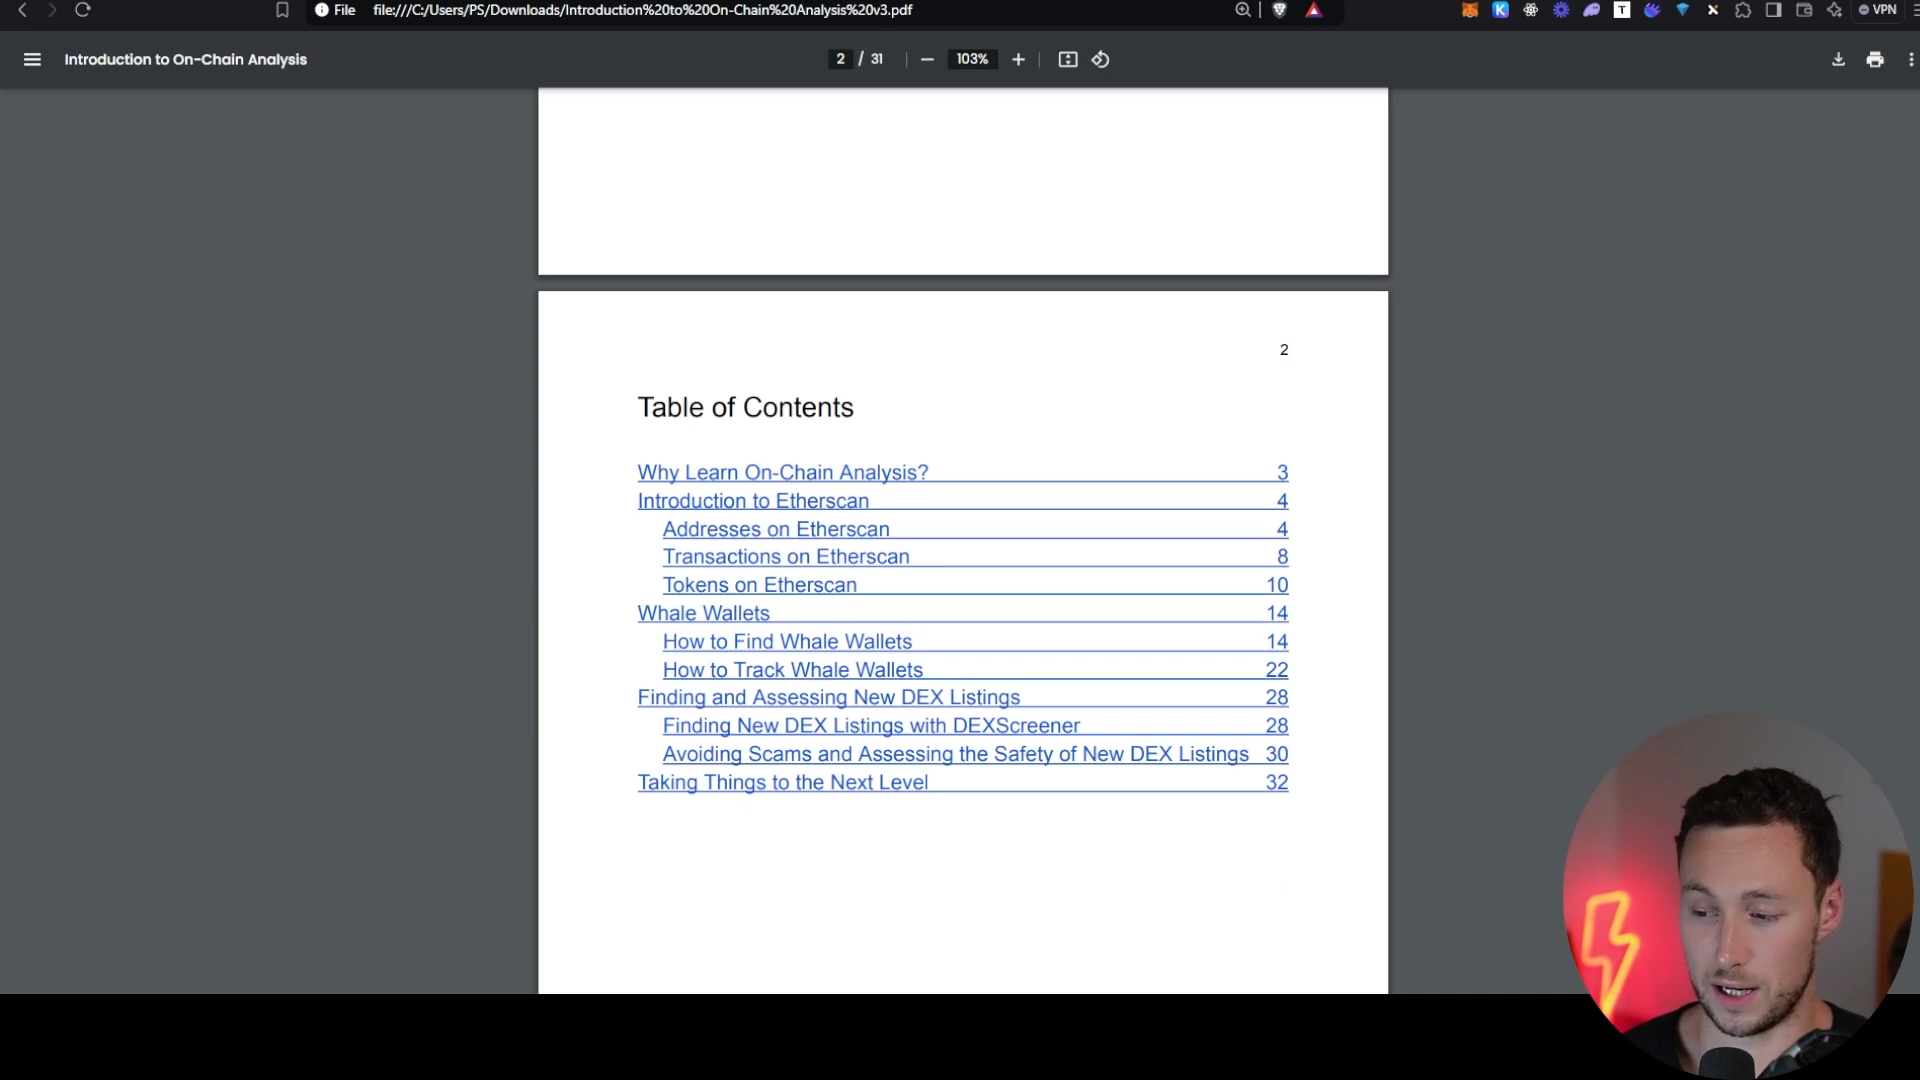 File file:///C:/Users/PS/Downloads/Introduction%20to%20On-Chain%20Analysis%20v3.pdf
K T VPN
Introduction to On-Chain Analysis 2 / 31 — 103% +
2
Table of Contents
Why Learn On-Chain Analysis? 3
Introduction to Etherscan 4
Addresses on Etherscan 4
Transactions on Etherscan 8
Tokens on Etherscan 10
Whale Wallets 14
How to Find Whale Wallets 14
How to Track Whale Wallets 22
Finding and Assessing New DEX Listings 28
Finding New DEX Listings with DEXScreener 28
Avoiding Scams and Assessing the Safety of New DEX Listings 30
Taking Things to the Next Level 32